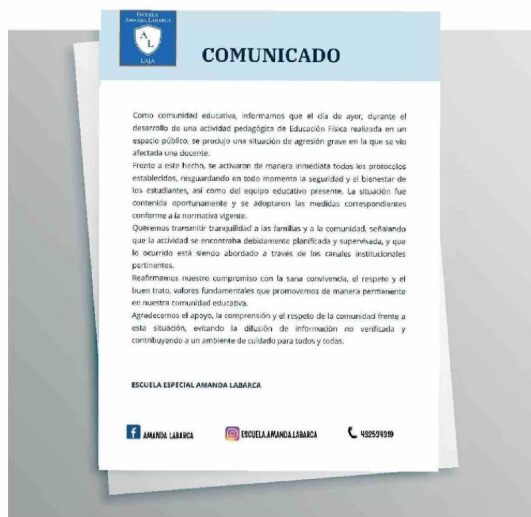 ESCUELA
AMANDA LABARCA
A
L
LAJA
COMUNICADO
Como comunidad educativa, informamos que el día de ayer, durante el
desarrollo de una actividad pedagógica de Educación Física realizada en un
espacio público, se produjo una situación de agresión grave en la que se vio
afectada una docente.
Frente a este hecho, se activaron de manera inmediata todos los protocolos
establecidos, resguardando en todo momento la seguridad y el bienestar de
los estudiantes, así como del equipo educativo presente. La situación fue
contenida oportunamente y se adoptaron las medidas correspondientes
conforme a la normativa vigente.
Queremos transmitir tranquilidad a las familias y a la comunidad, señalando
que la actividad se encontraba debidamente planificada y supervisada, y que
lo ocurrido está siendo abordado a través de los canales institucionales
pertinentes.
Reafirmamos nuestro compromiso con la sana convivencia, el respeto y el
buen trato, valores fundamentales que promovemos de manera permanente
en nuestra comunidad educativa.
Agradecemos el apoyo, la comprensión y el respeto de la comunidad frente a
esta situación, evitando la difusión de información no verificada y
contribuyendo a un ambiente de cuidado para todos y todas.
ESCUELA ESPECIAL AMANDA LABARCA
AMANDA LABARCA
ESCUELA.AMANDA.LABARCA
432534319